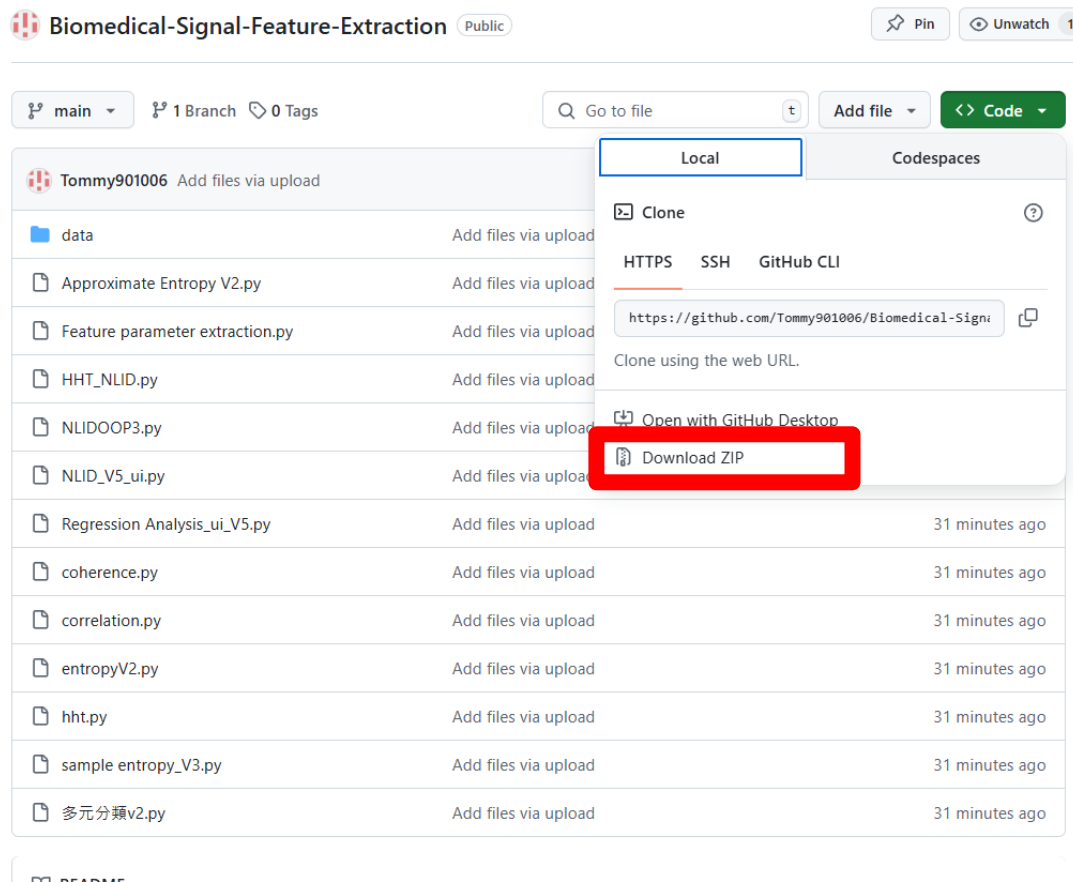 Biomedical-Signal-Feature-Extraction Public Pin Unwatch 1
main 1 Branch 0 Tags Go to file t Add file <> Code
Local Codespaces
Tommy901006 Add files via upload
Clone
data Add files via upload
HTTPS SSH GitHub CLI
Approximate Entropy V2.py Add files via upload
https://github.com/Tommy901006/Biomedical-Signa
Feature parameter extraction.py Add files via upload
Clone using the web URL.
HHT_NLID.py Add files via upload
Open with GitHub Desktop
NLIDOOP3.py Add files via upload
Download ZIP
NLID_V5_ui.py Add files via upload
Regression Analysis_ui_V5.py Add files via upload 31 minutes ago
coherence.py Add files via upload 31 minutes ago
correlation.py Add files via upload 31 minutes ago
entropyV2.py Add files via upload 31 minutes ago
hht.py Add files via upload 31 minutes ago
sample entropy_V3.py Add files via upload 31 minutes ago
多元分類v2.py Add files via upload 31 minutes ago
README